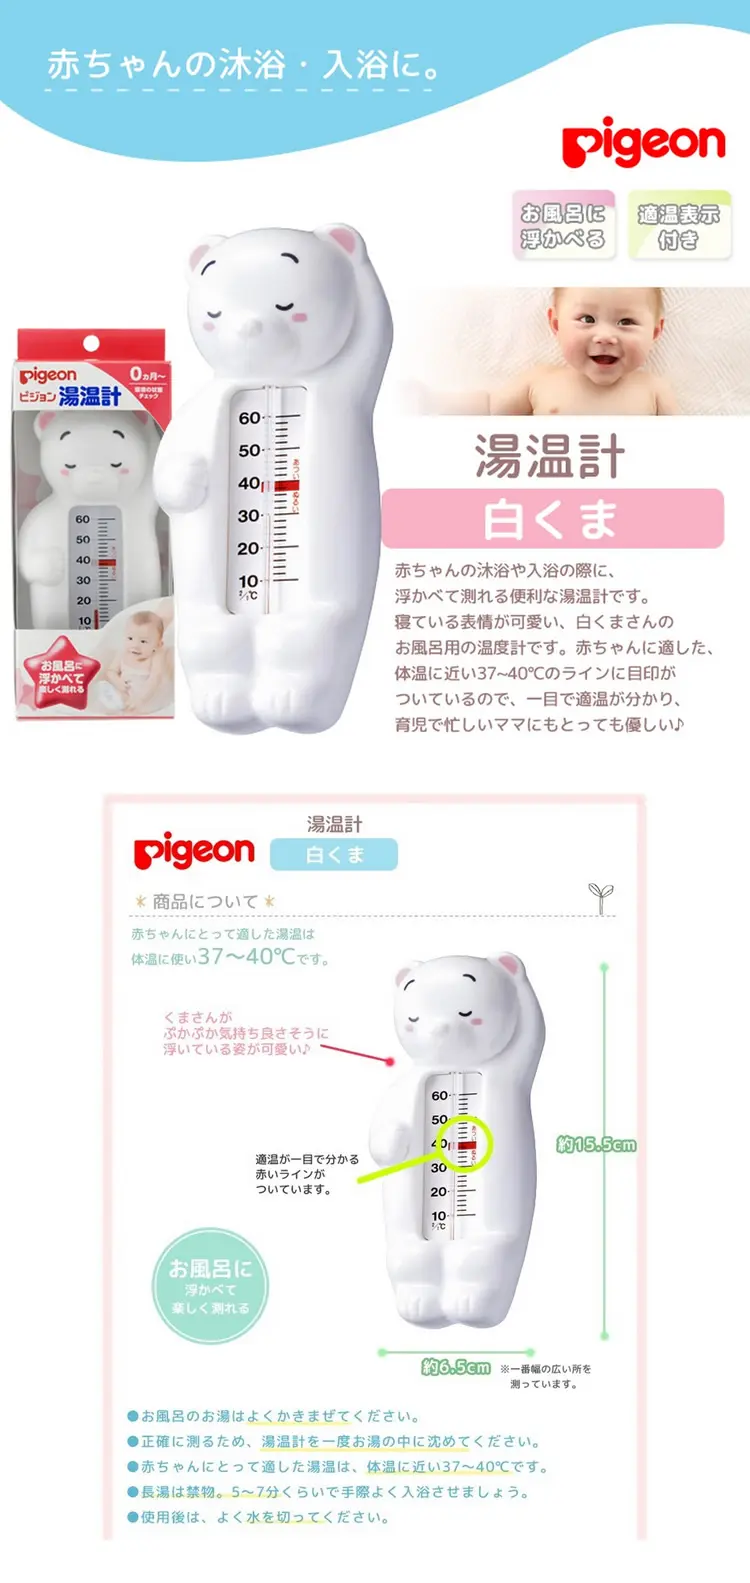 赤ちゃんの沐浴・入浴に。
pigeon
お風呂に
浮かべる
適温表示
付き
pigeon
0ヵ月〜
ピジョン 湯温計
60
50
40
30
20
10
お風呂に
浮かべて
楽しく測れる
60
50
40
30
20
10
℃
あつい
ぬるい
湯温計
白くま
赤ちゃんの沐浴や入浴の際に、
浮かべて測れる便利な湯温計です。
寝ている表情が可愛い、白くまさんの
お風呂用の温度計です。赤ちゃんに適した、
体温に近い37~40℃のラインに目印が
ついているので、一目で適温が分かり、
育児で忙しいママにもとっても優しい♪
pigeon
湯温計
白くま
＊商品について＊
赤ちゃんにとって適した湯温は
体温に使い37〜40℃です。
くまさんが
ぷかぷか気持ち良さそうに
浮いている姿が可愛い♪
適温が一目で分かる
赤いラインが
ついています。
60
50
40
30
20
10
℃
約15.5cm
お風呂に
浮かべて
楽しく測れる
約6.5cm
※一番幅の広い所を
測っています。
●お風呂のお湯はよくかきまぜてください。
●正確に測るため、湯温計を一度お湯の中に沈めてください。
●赤ちゃんにとって適した湯温は、体温に近い37〜40℃です。
●長湯は禁物。5〜7分くらいで手際よく入浴させましょう。
●使用後は、よく水を切ってください。